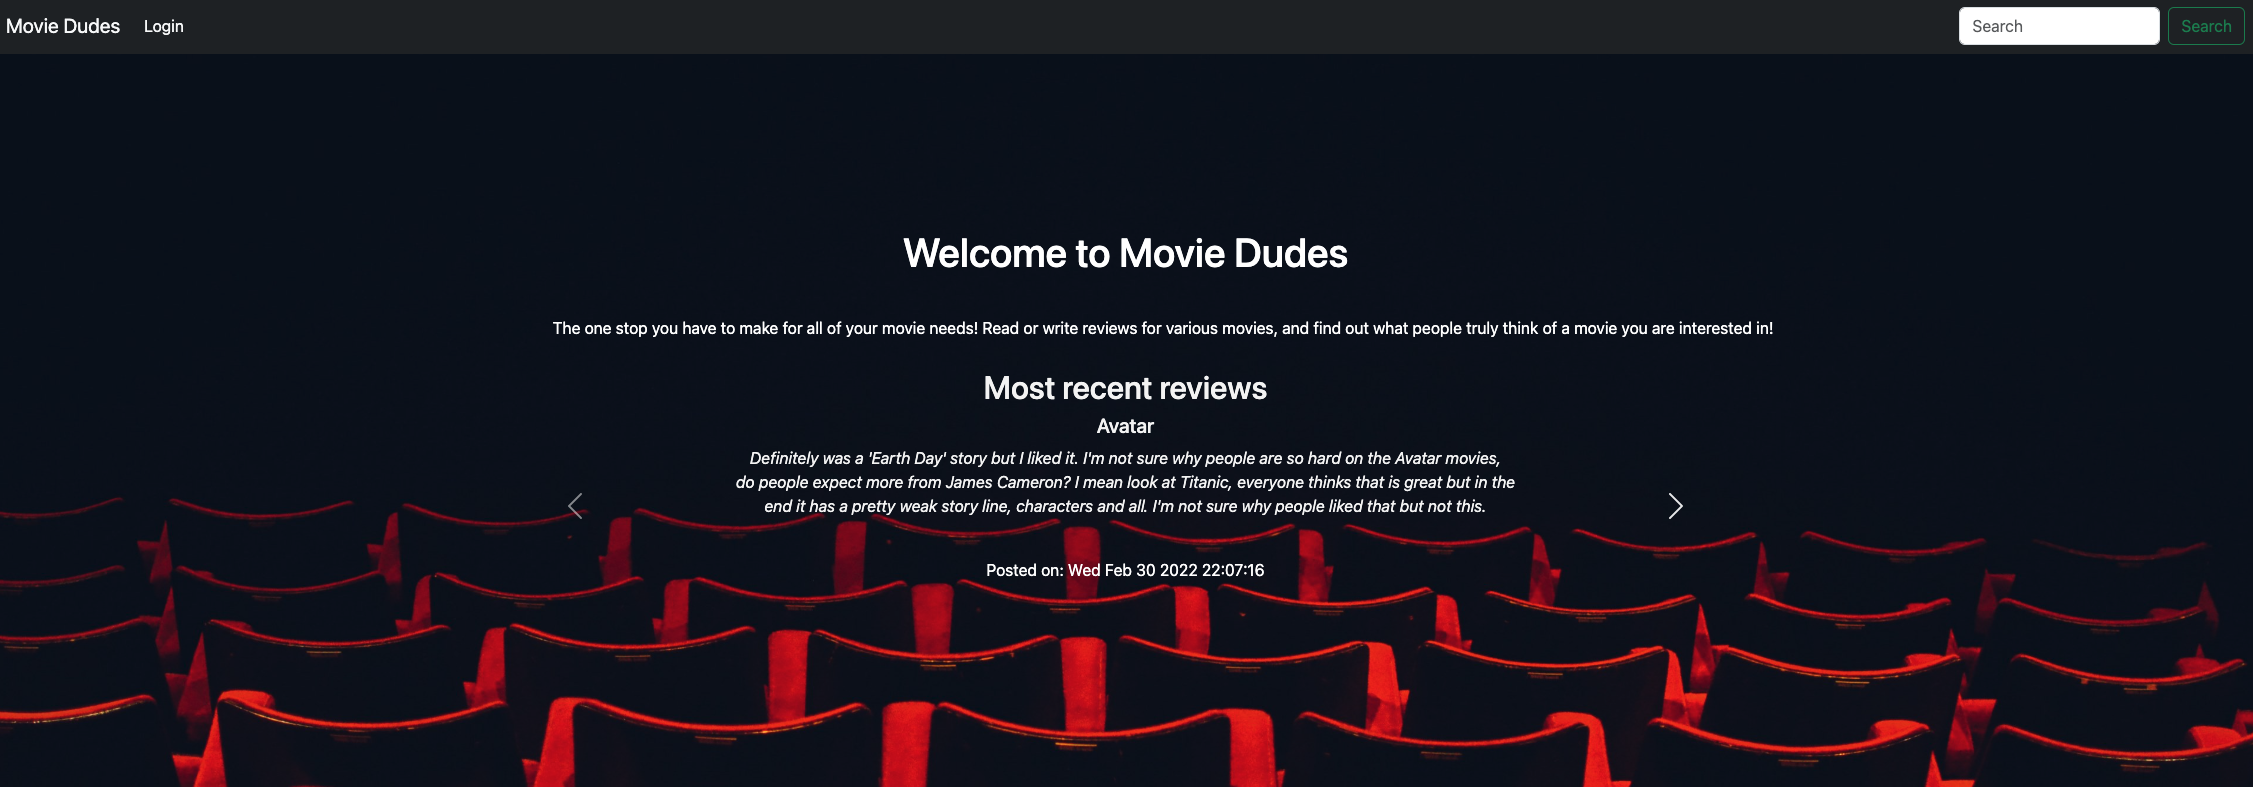 Movie Dudes Login Search Search
Welcome to Movie Dudes
The one stop you have to make for all of your movie needs! Read or write reviews for various movies, and find out what people truly think of a movie you are interested in!
Most recent reviews
Avatar
Definitely was a 'Earth Day' story but I liked it. I'm not sure why people are so hard on the Avatar movies,
do people expect more from James Cameron? I mean look at Titanic, everyone thinks that is great but in the
end it has a pretty weak story line, characters and all. I'm not sure why people liked that but not this.
Posted on: Wed Feb 30 2022 22:07:16